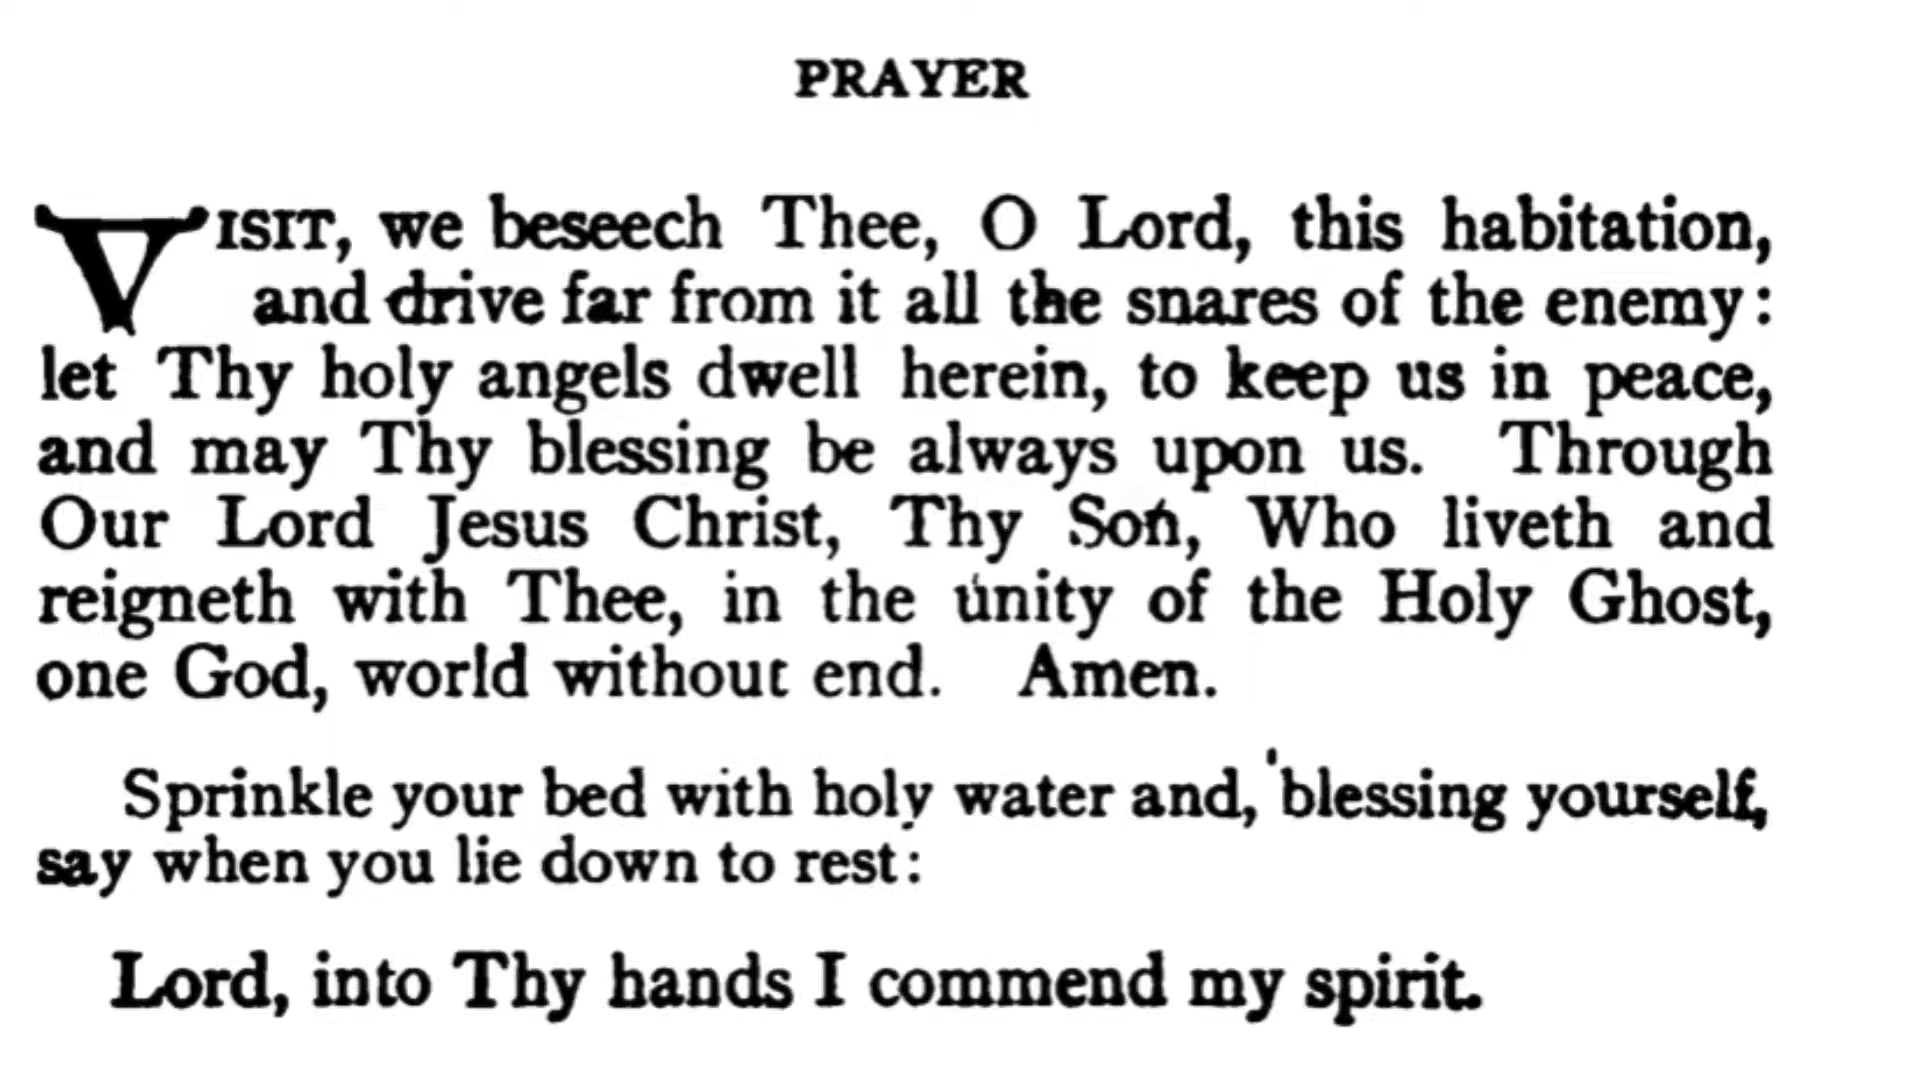 PRAYER
VISIT, we beseech Thee, O Lord, this habitation,
and drive far from it all the snares of the enemy:
let Thy holy angels dwell herein, to keep us in peace,
and may Thy blessing be always upon us. Through
Our Lord Jesus Christ, Thy Son, Who liveth and
reigneth with Thee, in the unity of the Holy Ghost,
one God, world without end. Amen.
Sprinkle your bed with holy water and, blessing yourself,
say when you lie down to rest:
Lord, into Thy hands I commend my spirit.